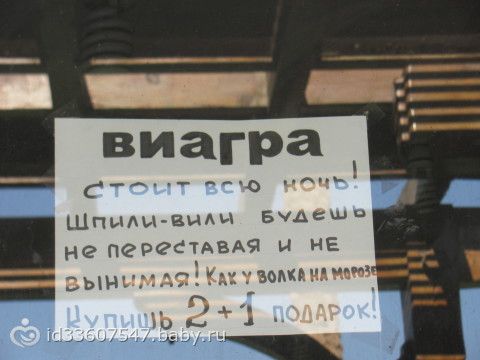 виагра
стоит всю ночь!
Шпили-вили будешь
не переставая и не
вынимая! Как у волка на морозе
Купишь 2+1 подарок!
id33607547.baby.ru